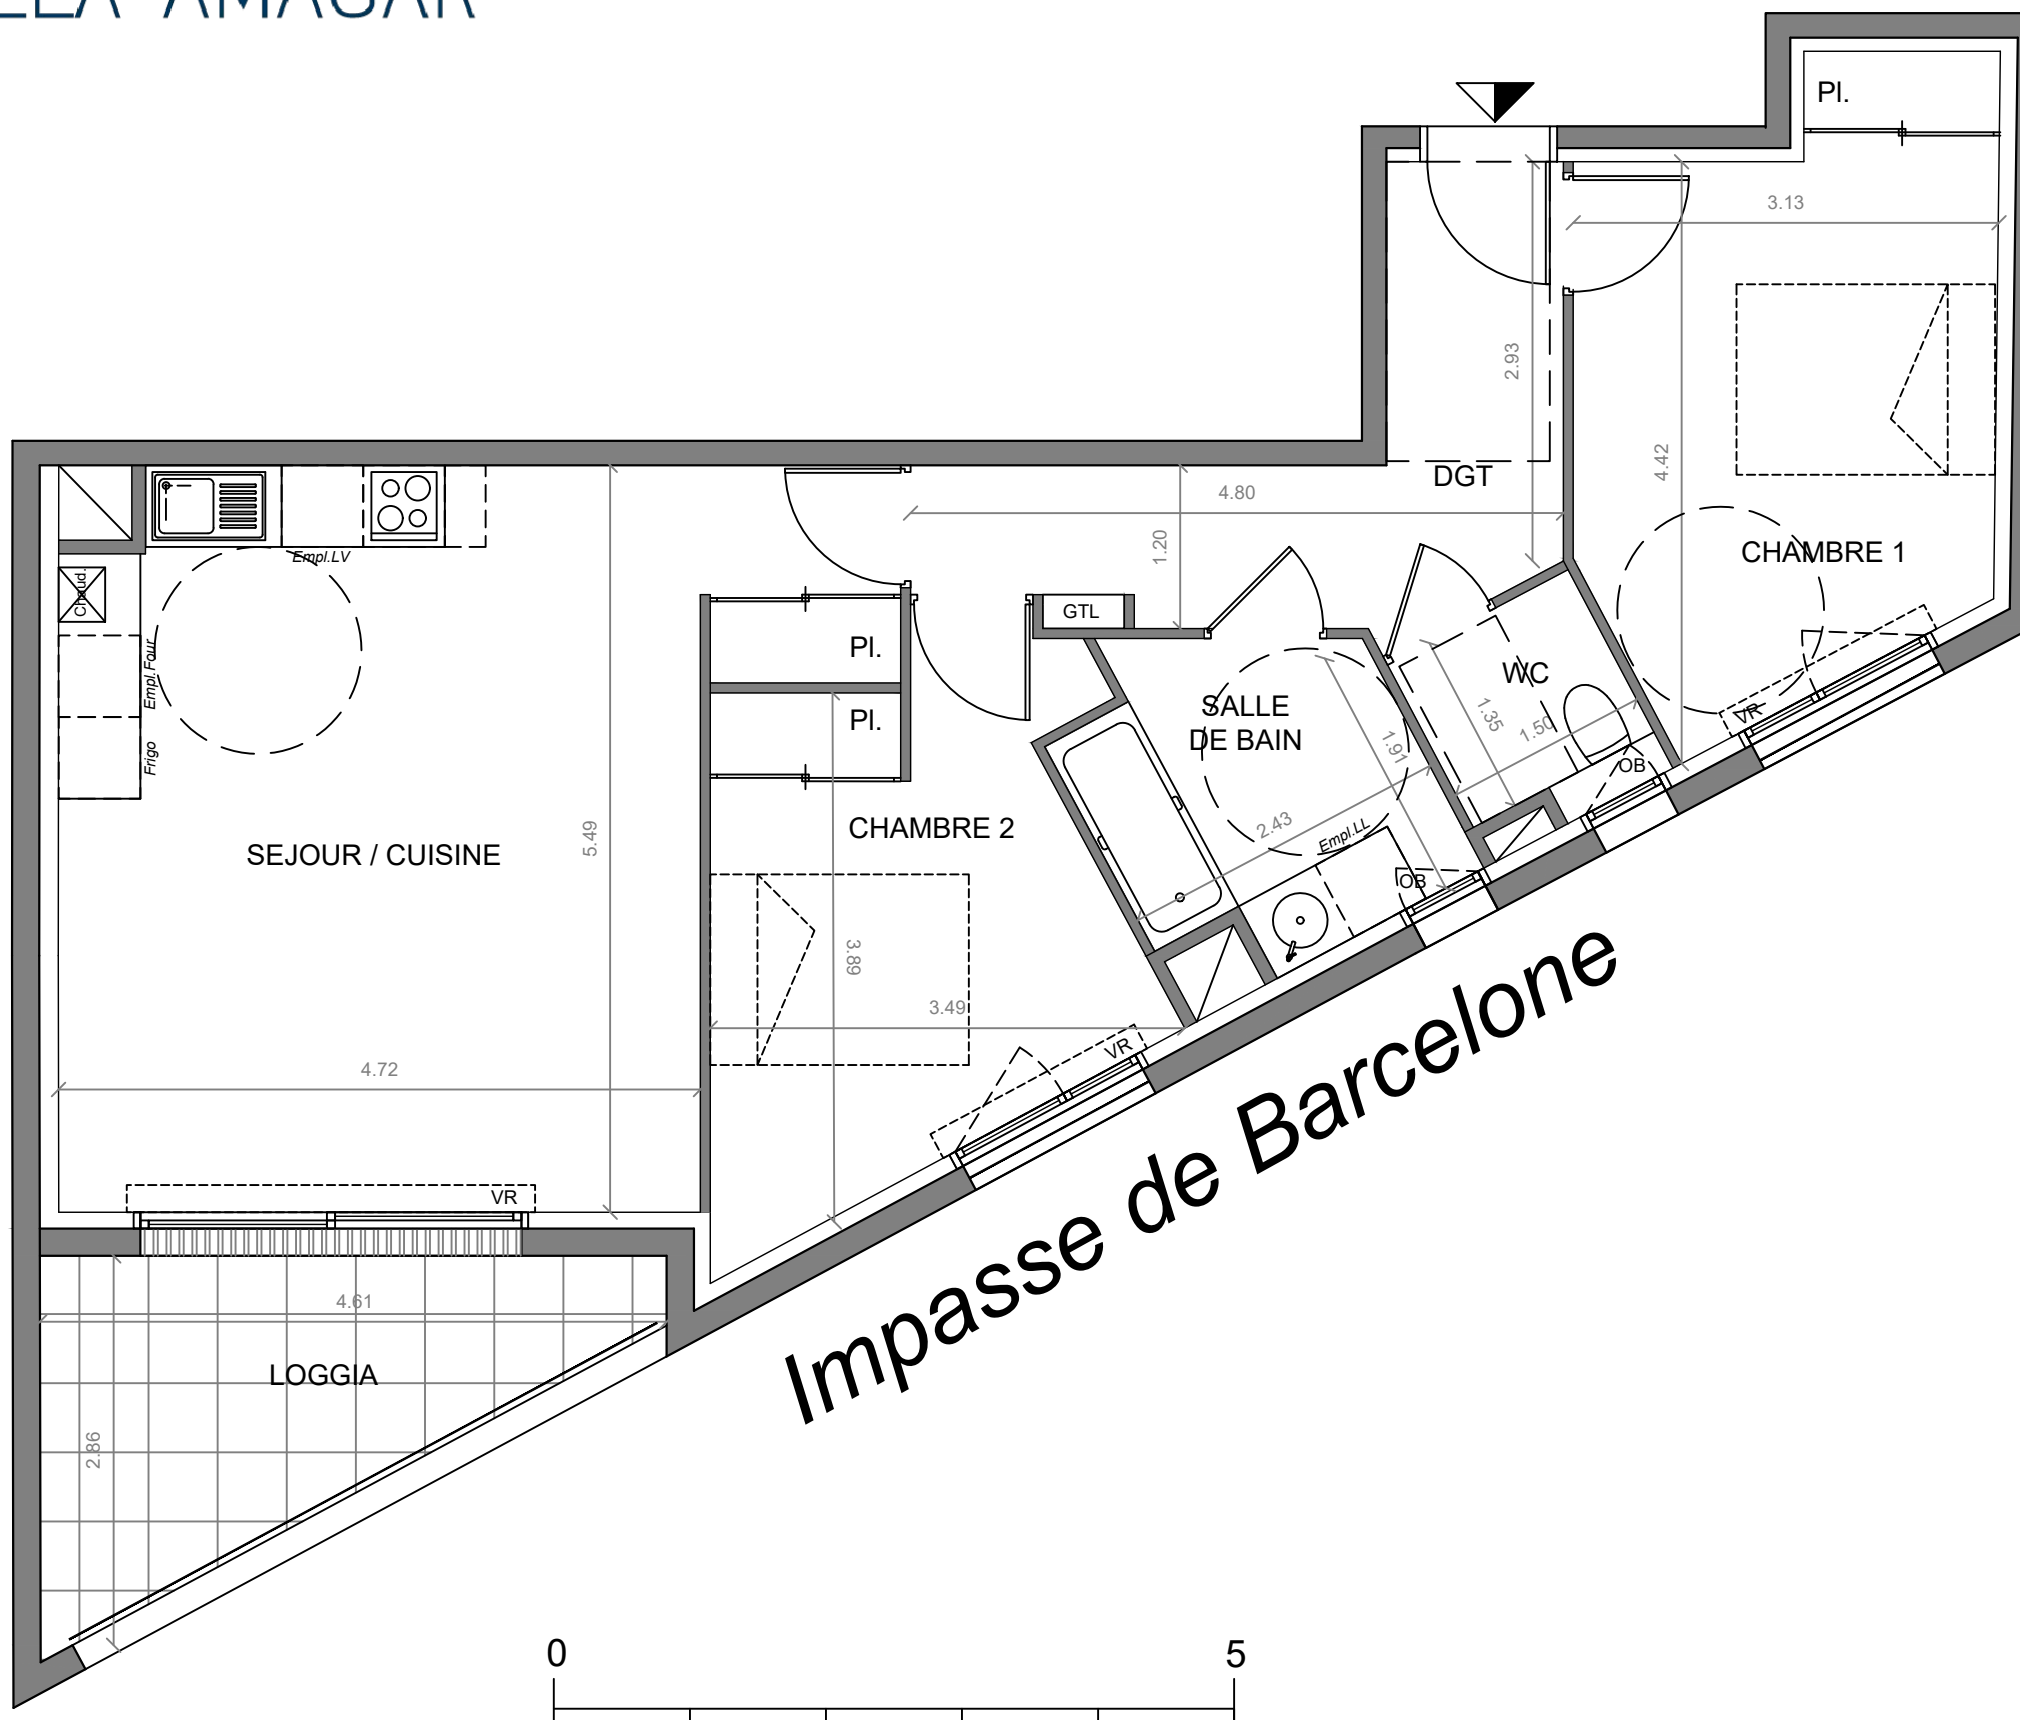 Pl.
3.13
2.93
4.42
DGT
4.80
1.20
CHAMBRE 1
Empl.LV
Chaud.
GTL
Pl.
Empl.Four
WC
SALLE
DE BAIN
1.35
1.50
VR
Pl.
Frigo
1.91
OB
CHAMBRE 2
2.43
Empl.LL
5.49
SEJOUR / CUISINE
OB
3.89
3.49
VR
4.72
Impasse de Barcelone
VR
4.61
LOGGIA
2.86
0
5